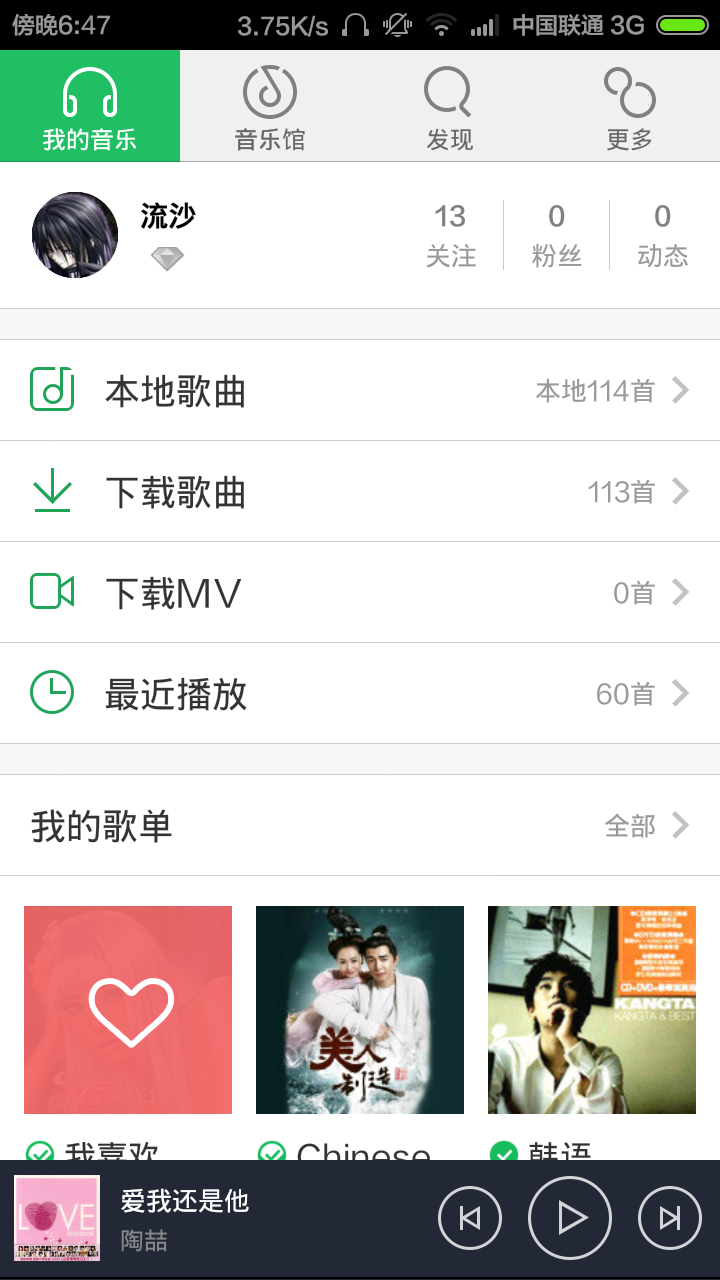 傍晚6:47 3.75K/s 中国联通 3G
我的音乐 音乐馆 发现 更多
流沙
13 0 0
关注 粉丝 动态
本地歌曲 本地114首
下载歌曲 113首
下载MV 0首
最近播放 60首
我的歌单 全部
美人制造
CD+DVD+
KANGTA
KANGTA & BEST
我喜欢 Chinese 韩语
LOVE
爱我还是他
陶喆